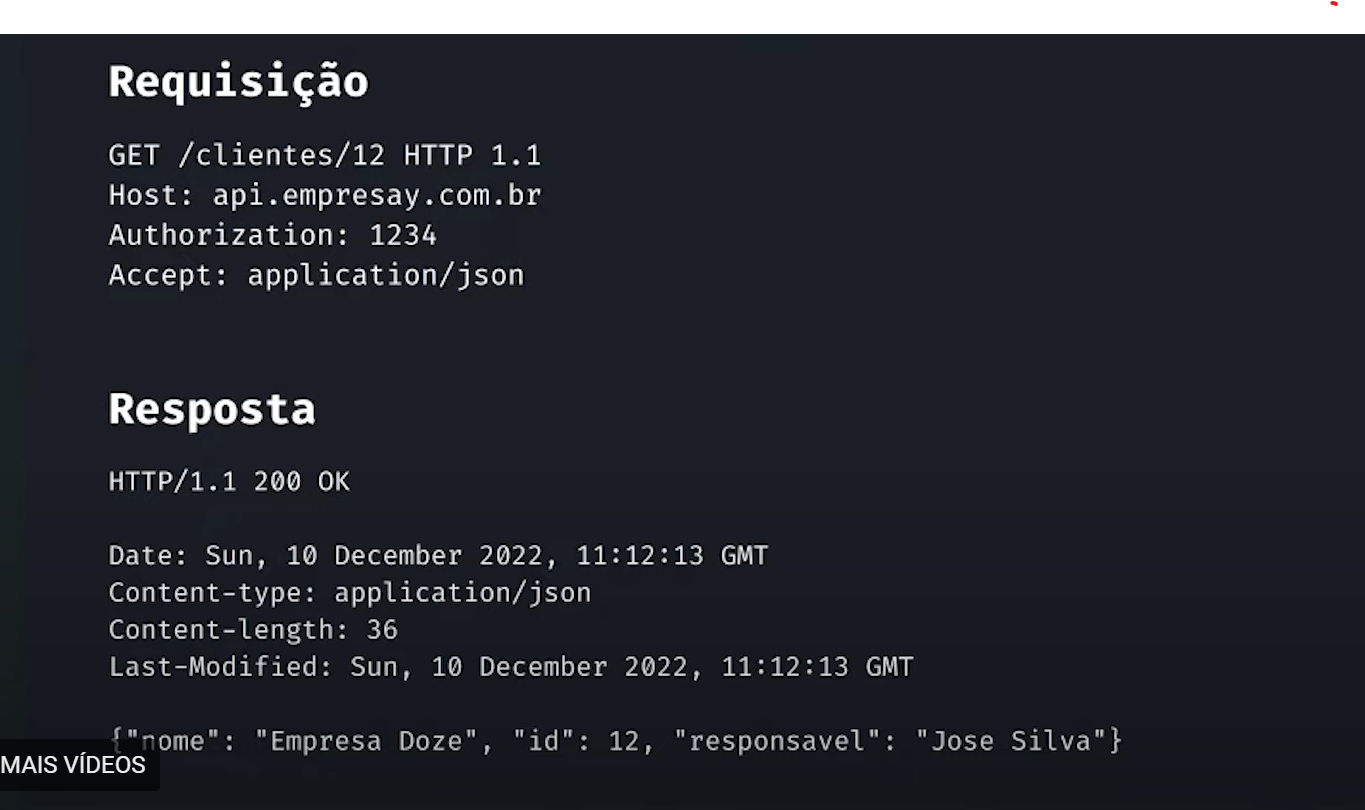 Requisição
GET /clientes/12 HTTP 1.1
Host: api.empresay.com.br
Authorization: 1234
Accept: application/json
Resposta
HTTP/1.1 200 OK
Date: Sun, 10 December 2022, 11:12:13 GMT
Content-type: application/json
Content-length: 36
Last-Modified: Sun, 10 December 2022, 11:12:13 GMT
{"nome": "Empresa Doze", "id": 12, "responsavel": "Jose Silva"}
MAIS VÍDEOS